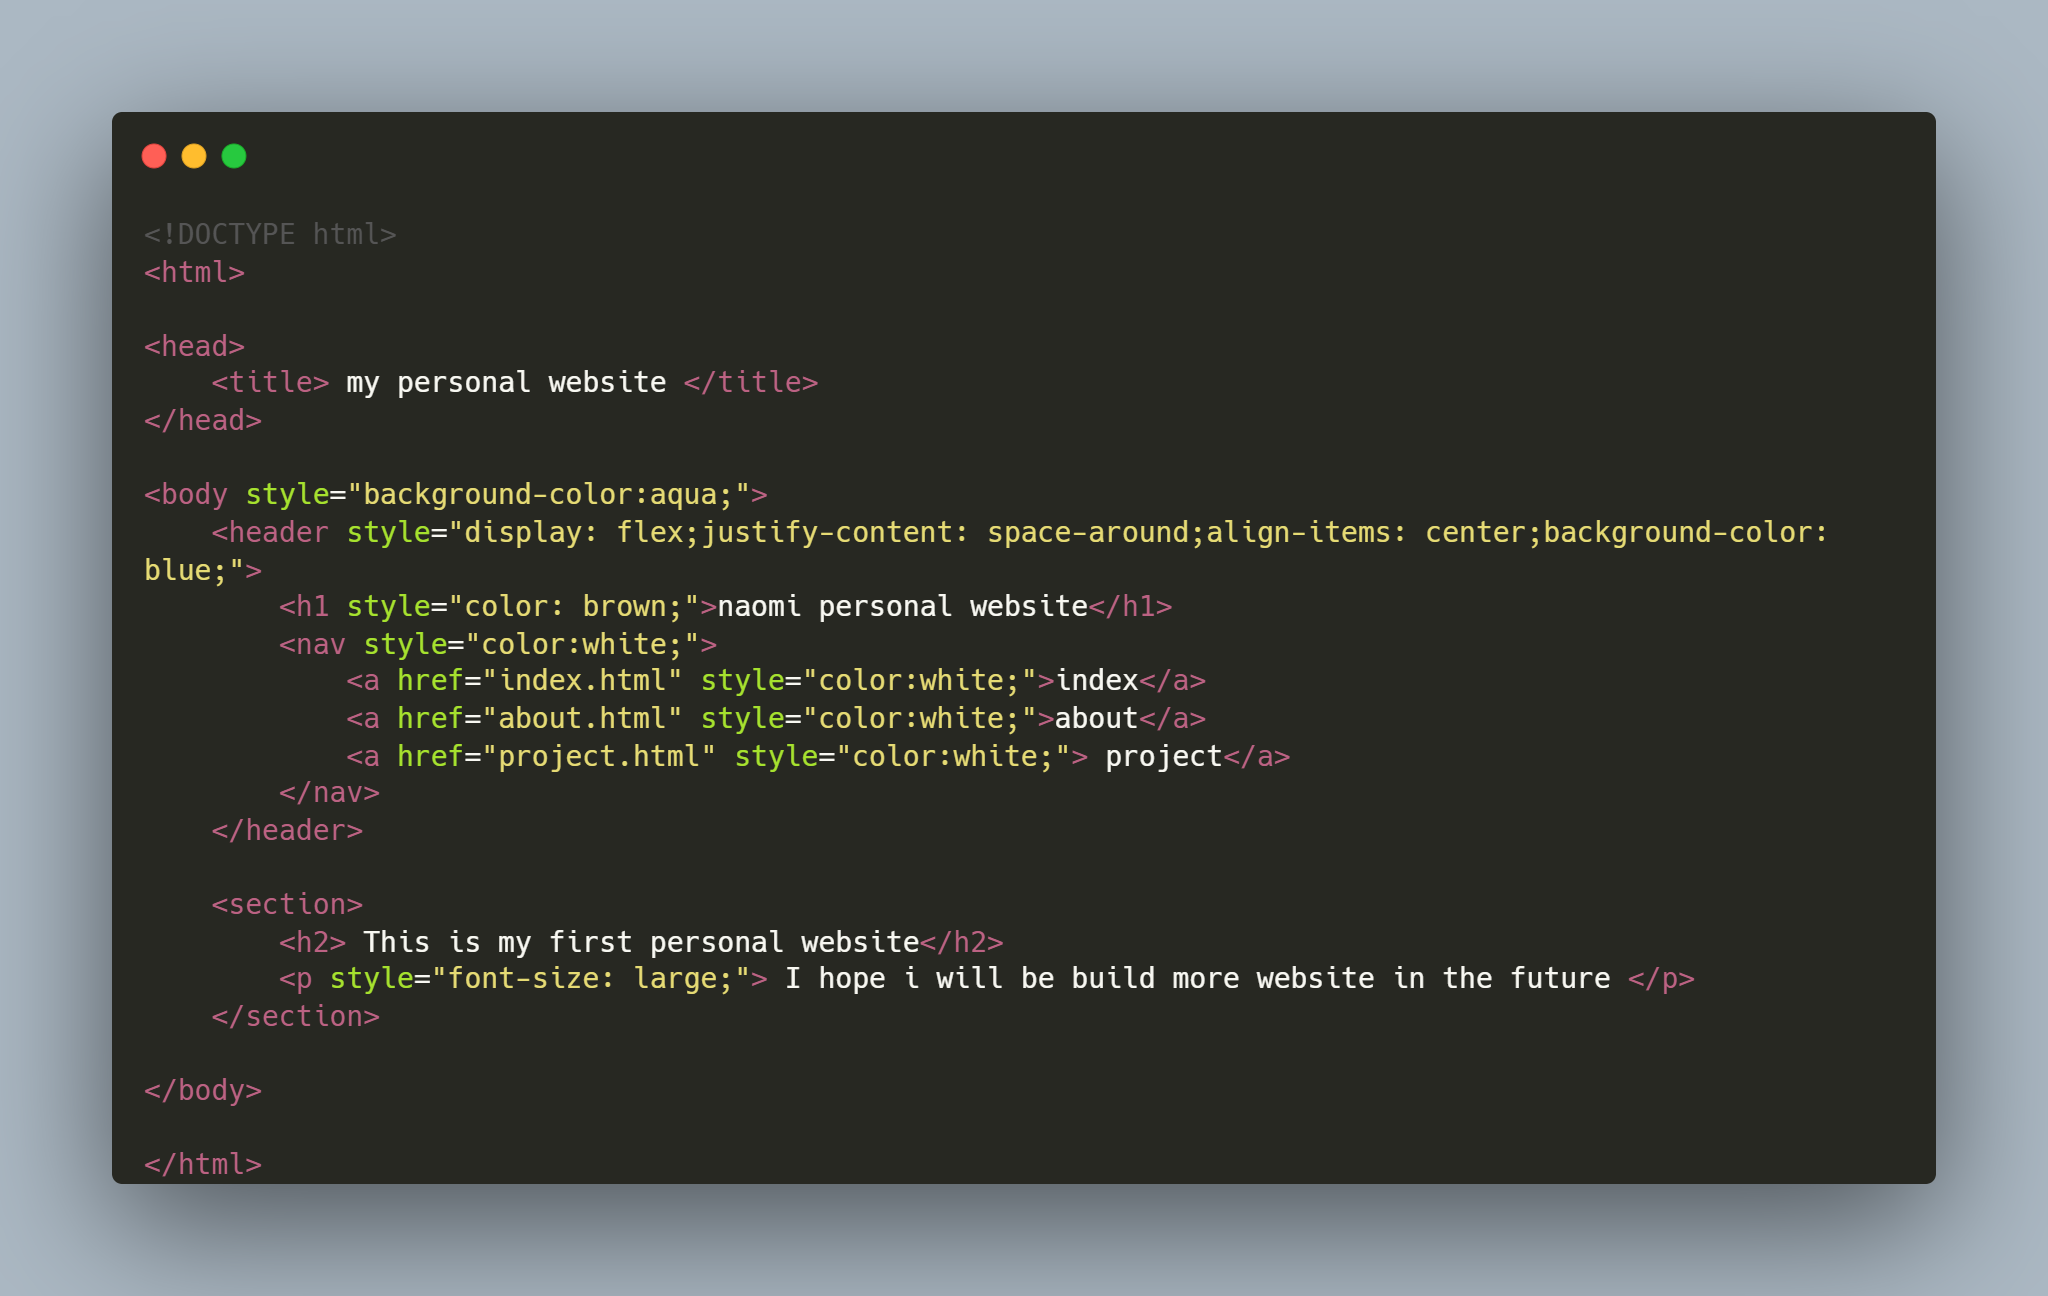 <!DOCTYPE html>
<html>
<head>
    <title> my personal website </title>
</head>
<body style="background-color:aqua;">
    <header style="display: flex;justify-content: space-around;align-items: center;background-color:
blue;">
        <h1 style="color: brown;">naomi personal website</h1>
        <nav style="color:white;">
            <a href="index.html" style="color:white;">index</a>
            <a href="about.html" style="color:white;">about</a>
            <a href="project.html" style="color:white;"> project</a>
        </nav>
    </header>
    <section>
        <h2> This is my first personal website</h2>
        <p style="font-size: large;"> I hope i will be build more website in the future </p>
    </section>
</body>
</html>